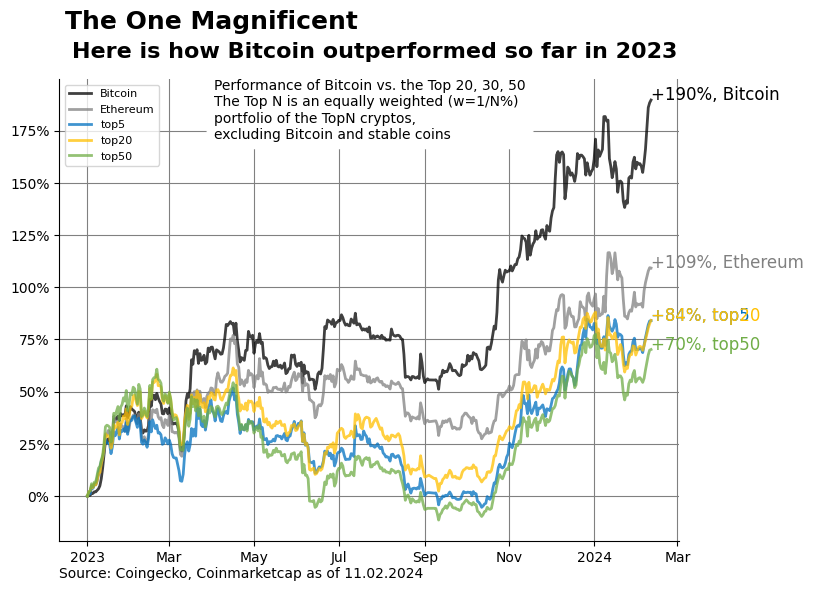 The One Magnificent
Here is how Bitcoin outperformed so far in 2023
Bitcoin
Ethereum
top5
top20
top50
Performance of Bitcoin vs. the Top 20, 30, 50
The Top N is an equally weighted (w=1/N%)
portfolio of the TopN cryptos,
excluding Bitcoin and stable coins
+190%, Bitcoin
+109%, Ethereum
+84%, top20
+70%, top50
175%
150%
125%
100%
75%
50%
25%
0%
2023 Mar May Jul Sep Nov 2024 Mar
Source: Coingecko, Coinmarketcap as of 11.02.2024